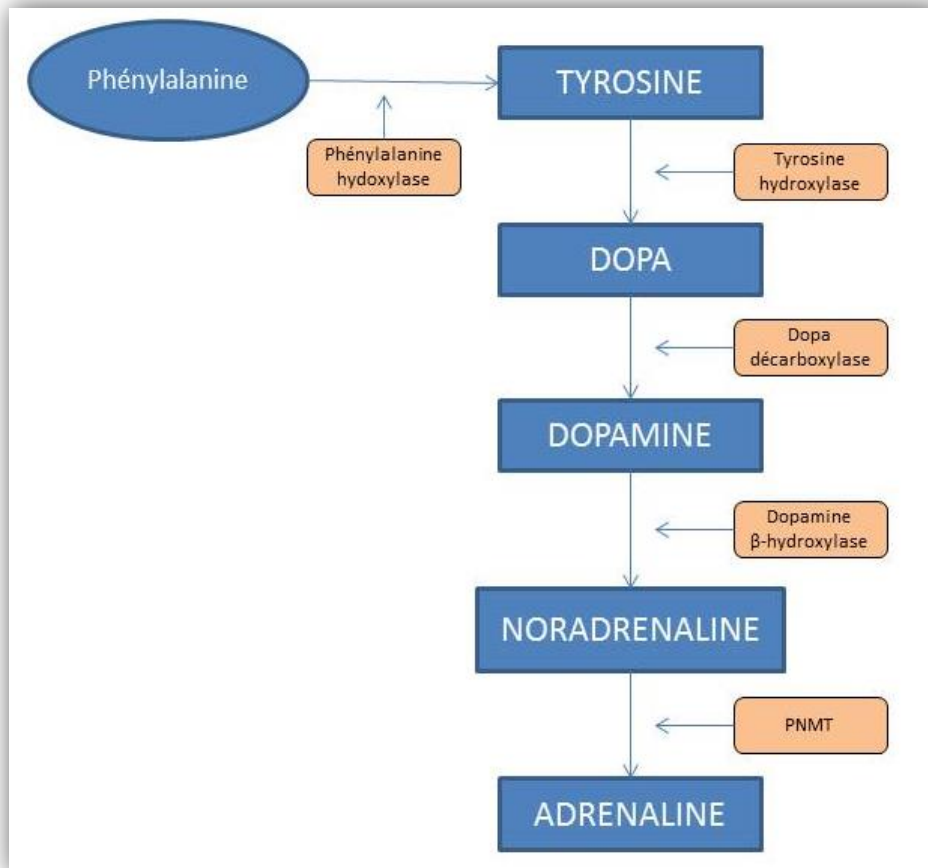 Phénylalanine
TYROSINE
Phénylalanine
hydoxylase
Tyrosine
hydroxylase
DOPA
Dopa
décarboxylase
DOPAMINE
Dopamine
β-hydroxylase
NORADRENALINE
PNMT
ADRENALINE